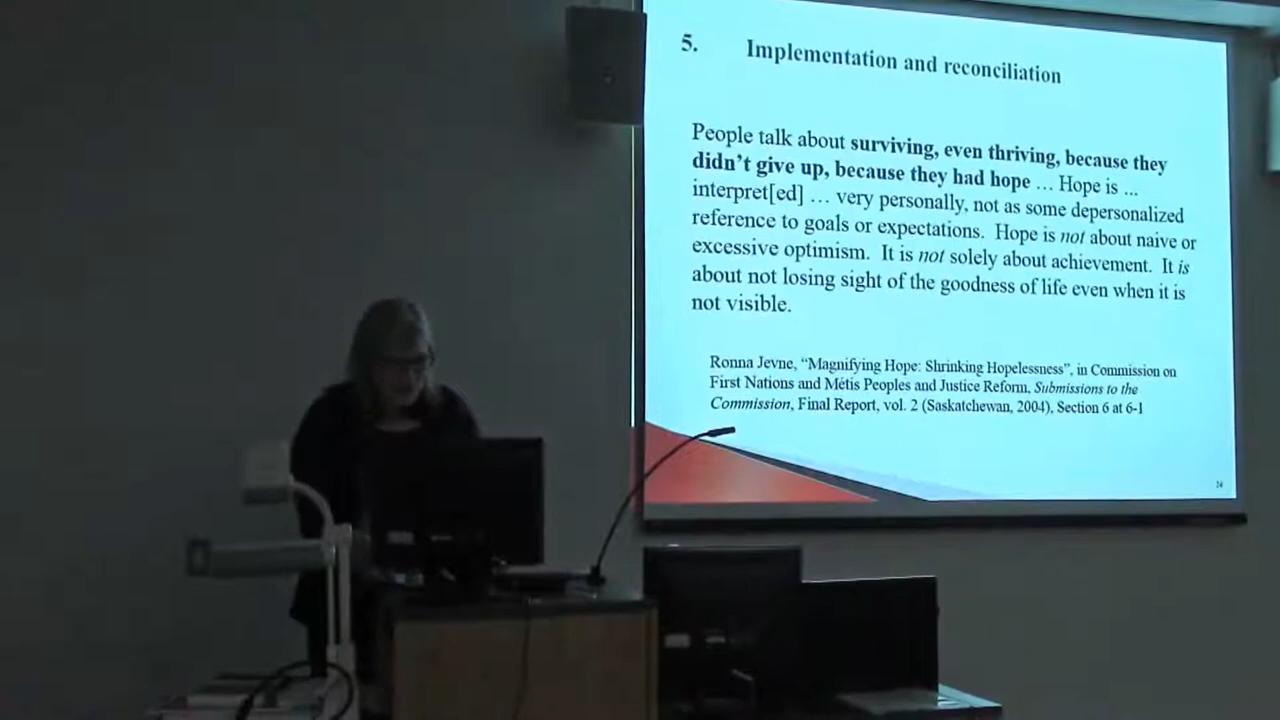 5. Implementation and reconciliation
People talk about surviving, even thriving, because they
didn't give up, because they had hope … Hope is ...
interpret[ed] … very personally, not as some depersonalized
reference to goals or expectations. Hope is not about naive or
excessive optimism. It is not solely about achievement. It is
about not losing sight of the goodness of life even when it is
not visible.
Ronna Jevne, "Magnifying Hope: Shrinking Hopelessness", in Commission on
First Nations and Métis Peoples and Justice Reform, Submissions to the
Commission, Final Report, vol. 2 (Saskatchewan, 2004), Section 6 at 6-1